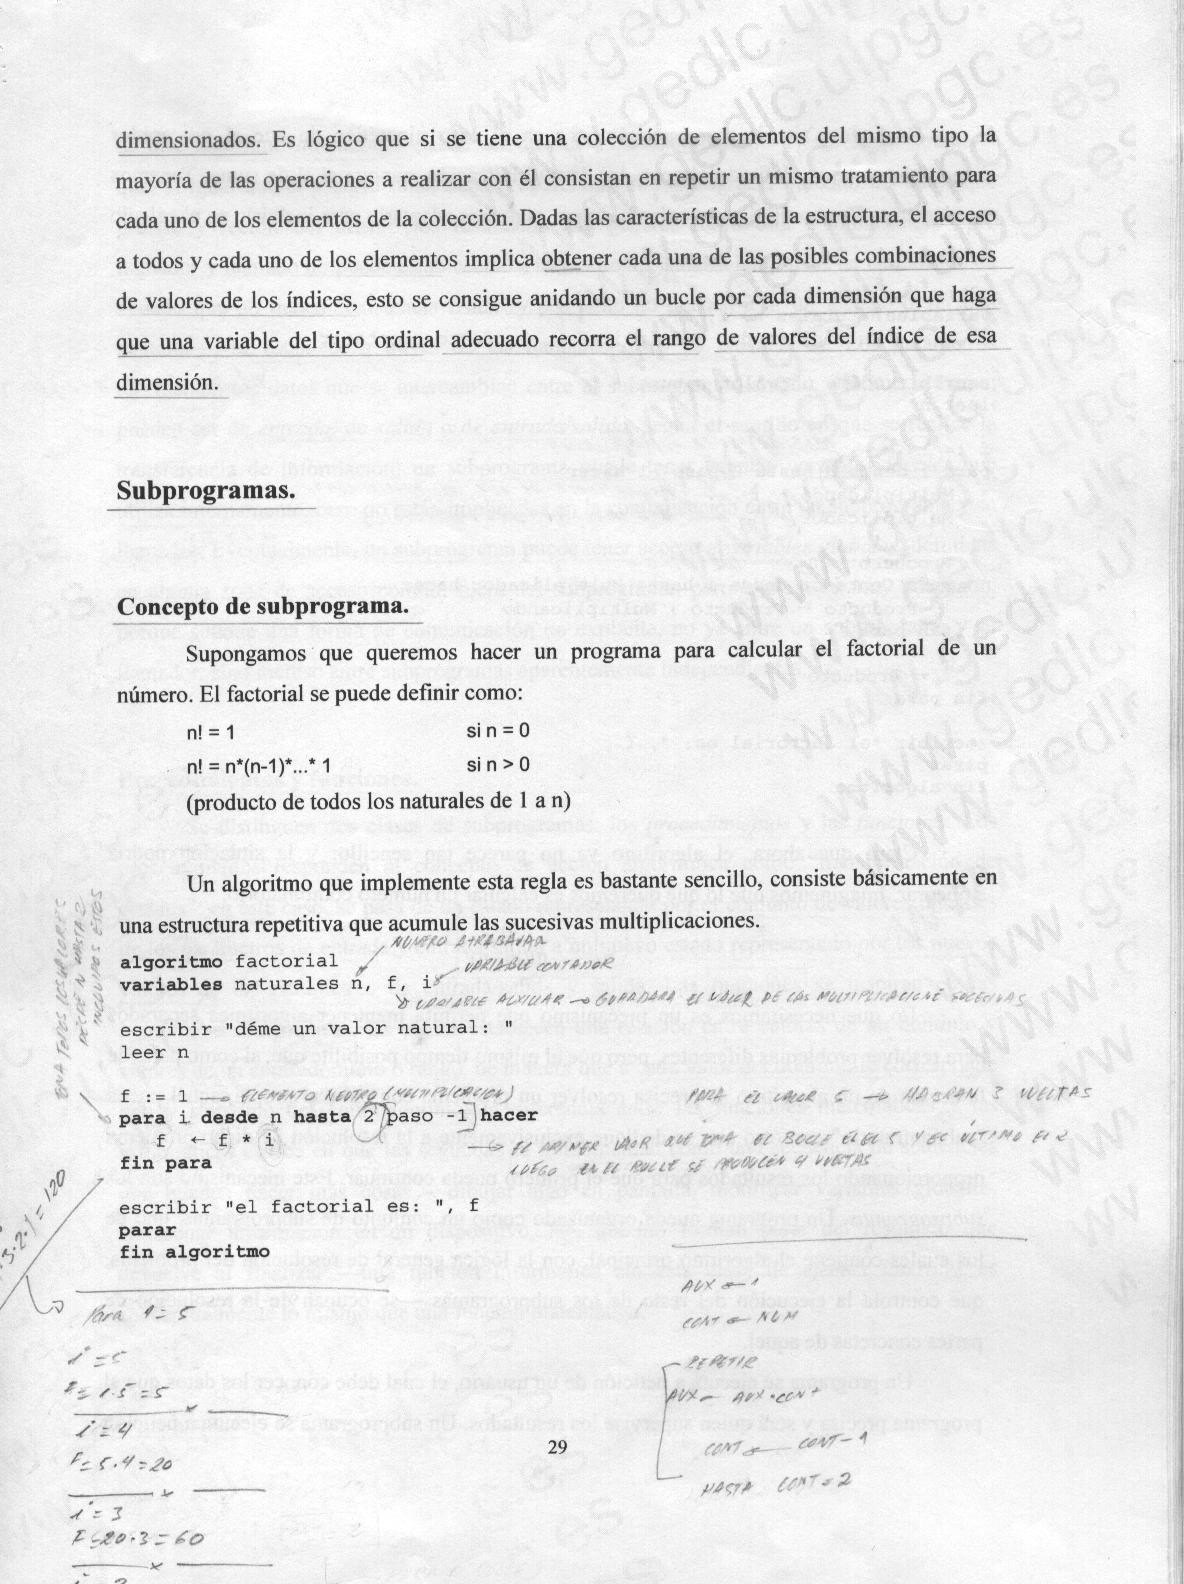 dimensionados. Es lógico que si se tiene una colección de elementos del mismo tipo la
mayoría de las operaciones a realizar con él consistan en repetir un mismo tratamiento para
cada uno de los elementos de la colección. Dadas las características de la estructura, el acceso
a todos y cada uno de los elementos implica obtener cada una de las posibles combinaciones
de valores de los índices, esto se consigue anidando un bucle por cada dimensión que haga
que una variable del tipo ordinal adecuado recorra el rango de valores del índice de esa
dimensión.
Subprogramas.
Concepto de subprograma.
Supongamos que queremos hacer un programa para calcular el factorial de un
número. El factorial se puede definir como:
n! = 1 si n = 0
n! = n*(n-1)*...* 1 si n > 0
(producto de todos los naturales de 1 a n)
Un algoritmo que implemente esta regla es bastante sencillo, consiste básicamente en
una estructura repetitiva que acumule las sucesivas multiplicaciones.
NUMERO A TRABAJAR
algoritmo factorial
VARIABLE CONTADOR
variables naturales n, f, i
VARIABLE AUXILIAR → GUARDARA EL VALOR DE LAS MULTIPLICACIONE SUCECIVAS
escribir "déme un valor natural: "
leer n
f := 1 → ELEMENTO NEUTRO (MULTIPLICACION)
PARA EL VALOR 5 → HABRAN 3 VUELTAS
para i desde n hasta 2 paso -1 hacer
f ← f * i
→ EL PRIMER VALOR QUE TOMA EL BUCLE ES EL 5 Y EL ÚLTIMO EL 2
LUEGO EN EL BUCLE SE PRODUCEN 4 VUELTAS
fin para
escribir "el factorial es: ", f
parar
fin algoritmo
TOMA TODOS LOS VALORES
DESDE N HASTA 2
INCLUIDOS ESTOS
3·2·1=120
Para n = 5
i = 5
F = 1·5 = 5
i = 4
F = 5·4 = 20
i = 3
F = 20·3 = 60
AUX ← 1
CONT ← NUM
REPETIR
AUX ← AUX * CONT
CONT ← CONT - 1
HASTA CONT = 2
29
www.gedlc.ulpgc.es